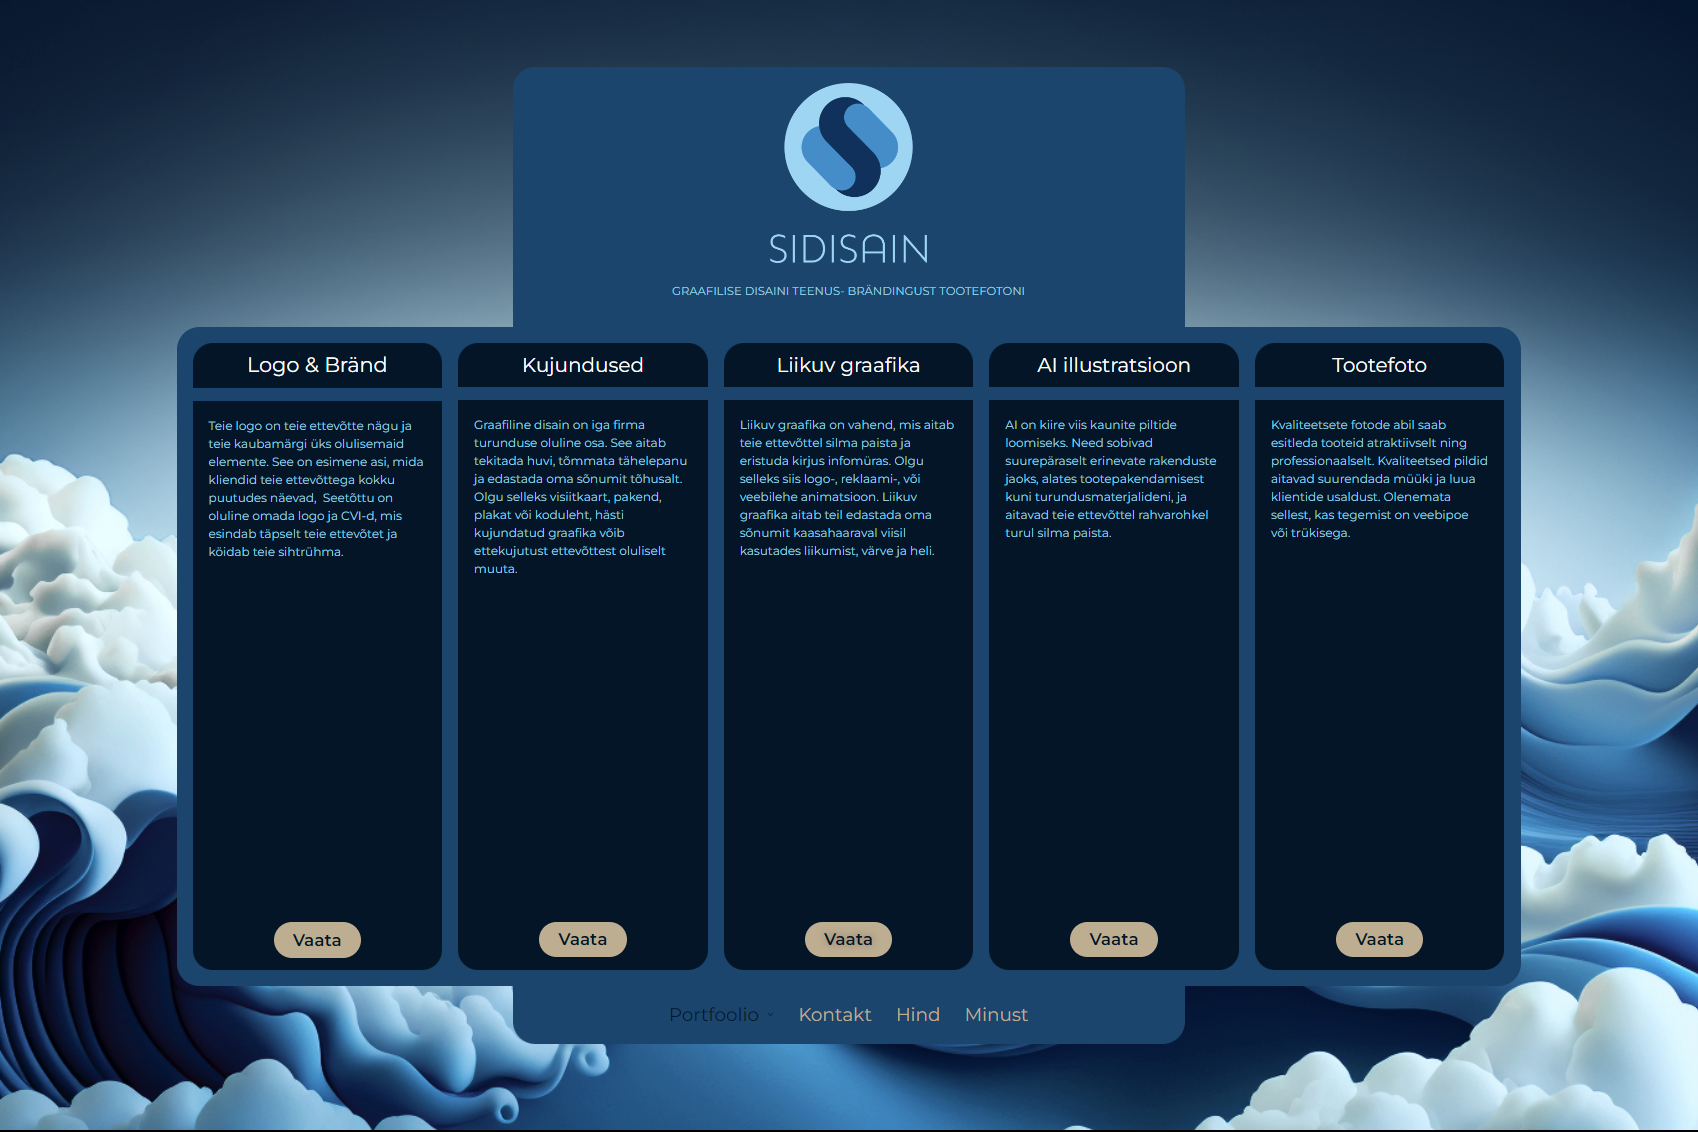 SIDISAIN
GRAAFILISE DISAINI TEENUS- BRÄNDINGUST TOOTEFOTONI
Logo & Bränd
Teie logo on teie ettevõtte nägu ja
teie kaubamärgi üks olulisemaid
elemente. See on esimene asi, mida
kliendid teie ettevõttega kokku
puutudes näevad,  Seetõttu on
oluline omada logo ja CVI-d, mis
esindab täpselt teie ettevõtet ja
köidab teie sihtrühma.
Vaata
Kujundused
Graafiline disain on iga firma
turunduse oluline osa. See aitab
tekitada huvi, tõmmata tähelepanu
ja edastada oma sõnumit tõhusalt.
Olgu selleks visiitkaart, pakend,
plakat või koduleht, hästi
kujundatud graafika võib
ettekujutust ettevõttest oluliselt
muuta.
Vaata
Liikuv graafika
Liikuv graafika on vahend, mis aitab
teie ettevõttel silma paista ja
eristuda kirjus infomüras. Olgu
selleks siis logo-, reklaami-, või
veebilehe animatsioon. Liikuv
graafika aitab teil edastada oma
sõnumit kaasahaaraval viisil
kasutades liikumist, värve ja heli.
Vaata
AI illustratsioon
AI on kiire viis kaunite piltide
loomiseks. Need sobivad
suurepäraselt erinevate rakenduste
jaoks, alates tootepakendamisest
kuni turundusmaterjalideni, ja
aitavad teie ettevõttel rahvarohkel
turul silma paista.
Vaata
Tootefoto
Kvaliteetsete fotode abil saab
esitleda tooteid atraktiivselt ning
professionaalselt. Kvaliteetsed pildid
aitavad suurendada müüki ja luua
klientide usaldust. Olenemata
sellest, kas tegemist on veebipoe
või trükisega.
Vaata
Portfoolio Kontakt Hind Minust